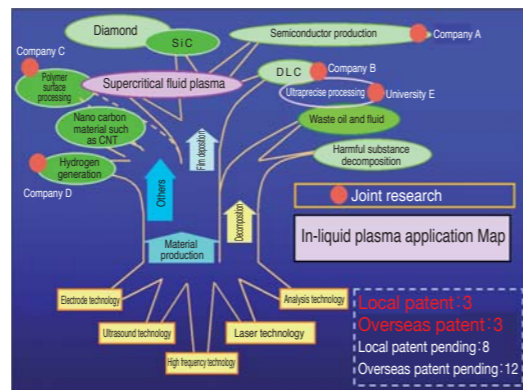 Diamond
SiC
Semiconductor production
Company A
Company C
Polymer
surface
processing
Supercritical fluid plasma
DLC
Company B
Ultraprecise processing
University E
Nano carbon
material such
as CNT
Waste oil and fluid
Hydrogen
generation
Company D
Harmful substance
decomposition
Film deposition
Others
Decomposition
Material
production
Joint research
In-liquid plasma application Map
Electrode technology
Analysis technology
Ultrasound technology
Laser technology
High frequency technology
Local patent:3
Overseas patent:3
Local patent pending:8
Overseas patent pending:12